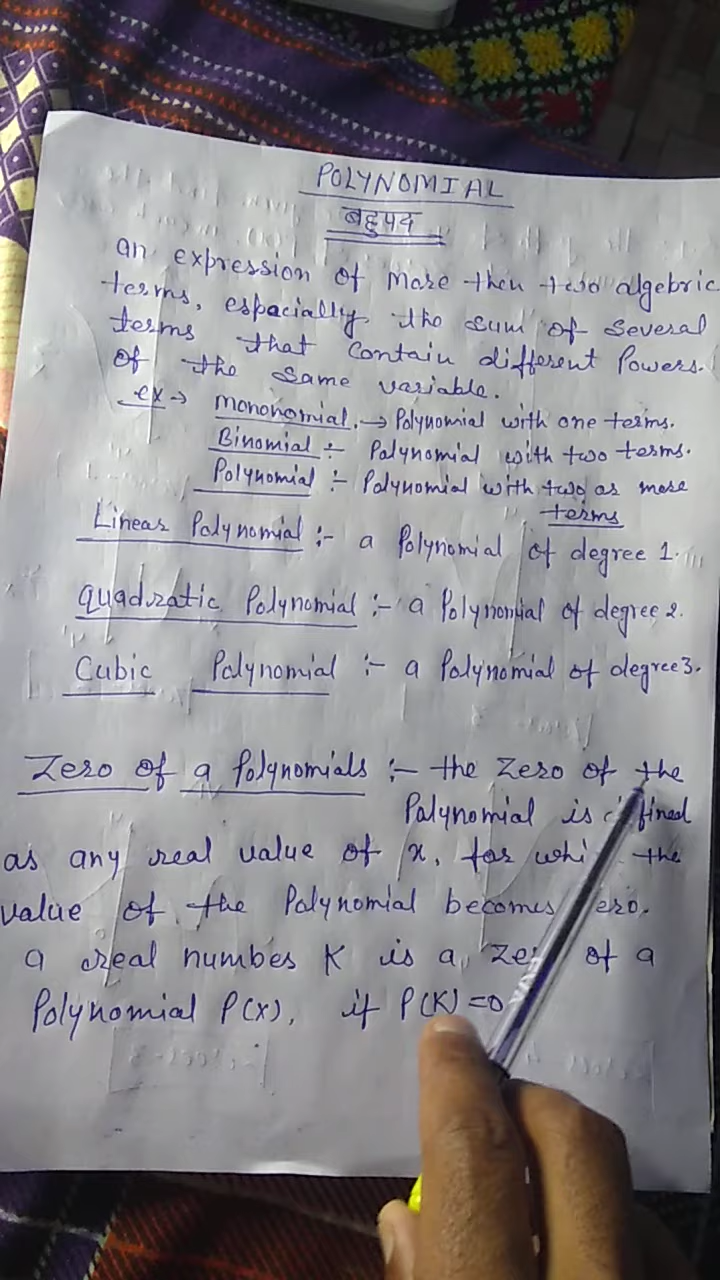 POLYNOMIAL
बहुपद
an expression of more then two algebric
terms, espacially the sum of several
terms that contain different Powers.
of the same variable.
ex → mononomial. → Polynomial with one terms.
Binomial :- Polynomial with two terms.
Polynomial :- Polynomial with two or more
terms
Linear Polynomial :- a Polynomial of degree 1.
quadratic Polynomial :- a Polynomial of degree 2.
Cubic Polynomial :- a Polynomial of degree 3.
Zero of a Polynomials :- the zero of the
Polynomial is
as any real value of x, for the
value of the Polynomial becomes
a real number K is a of a
Polynomial P(x), if P(K) =0